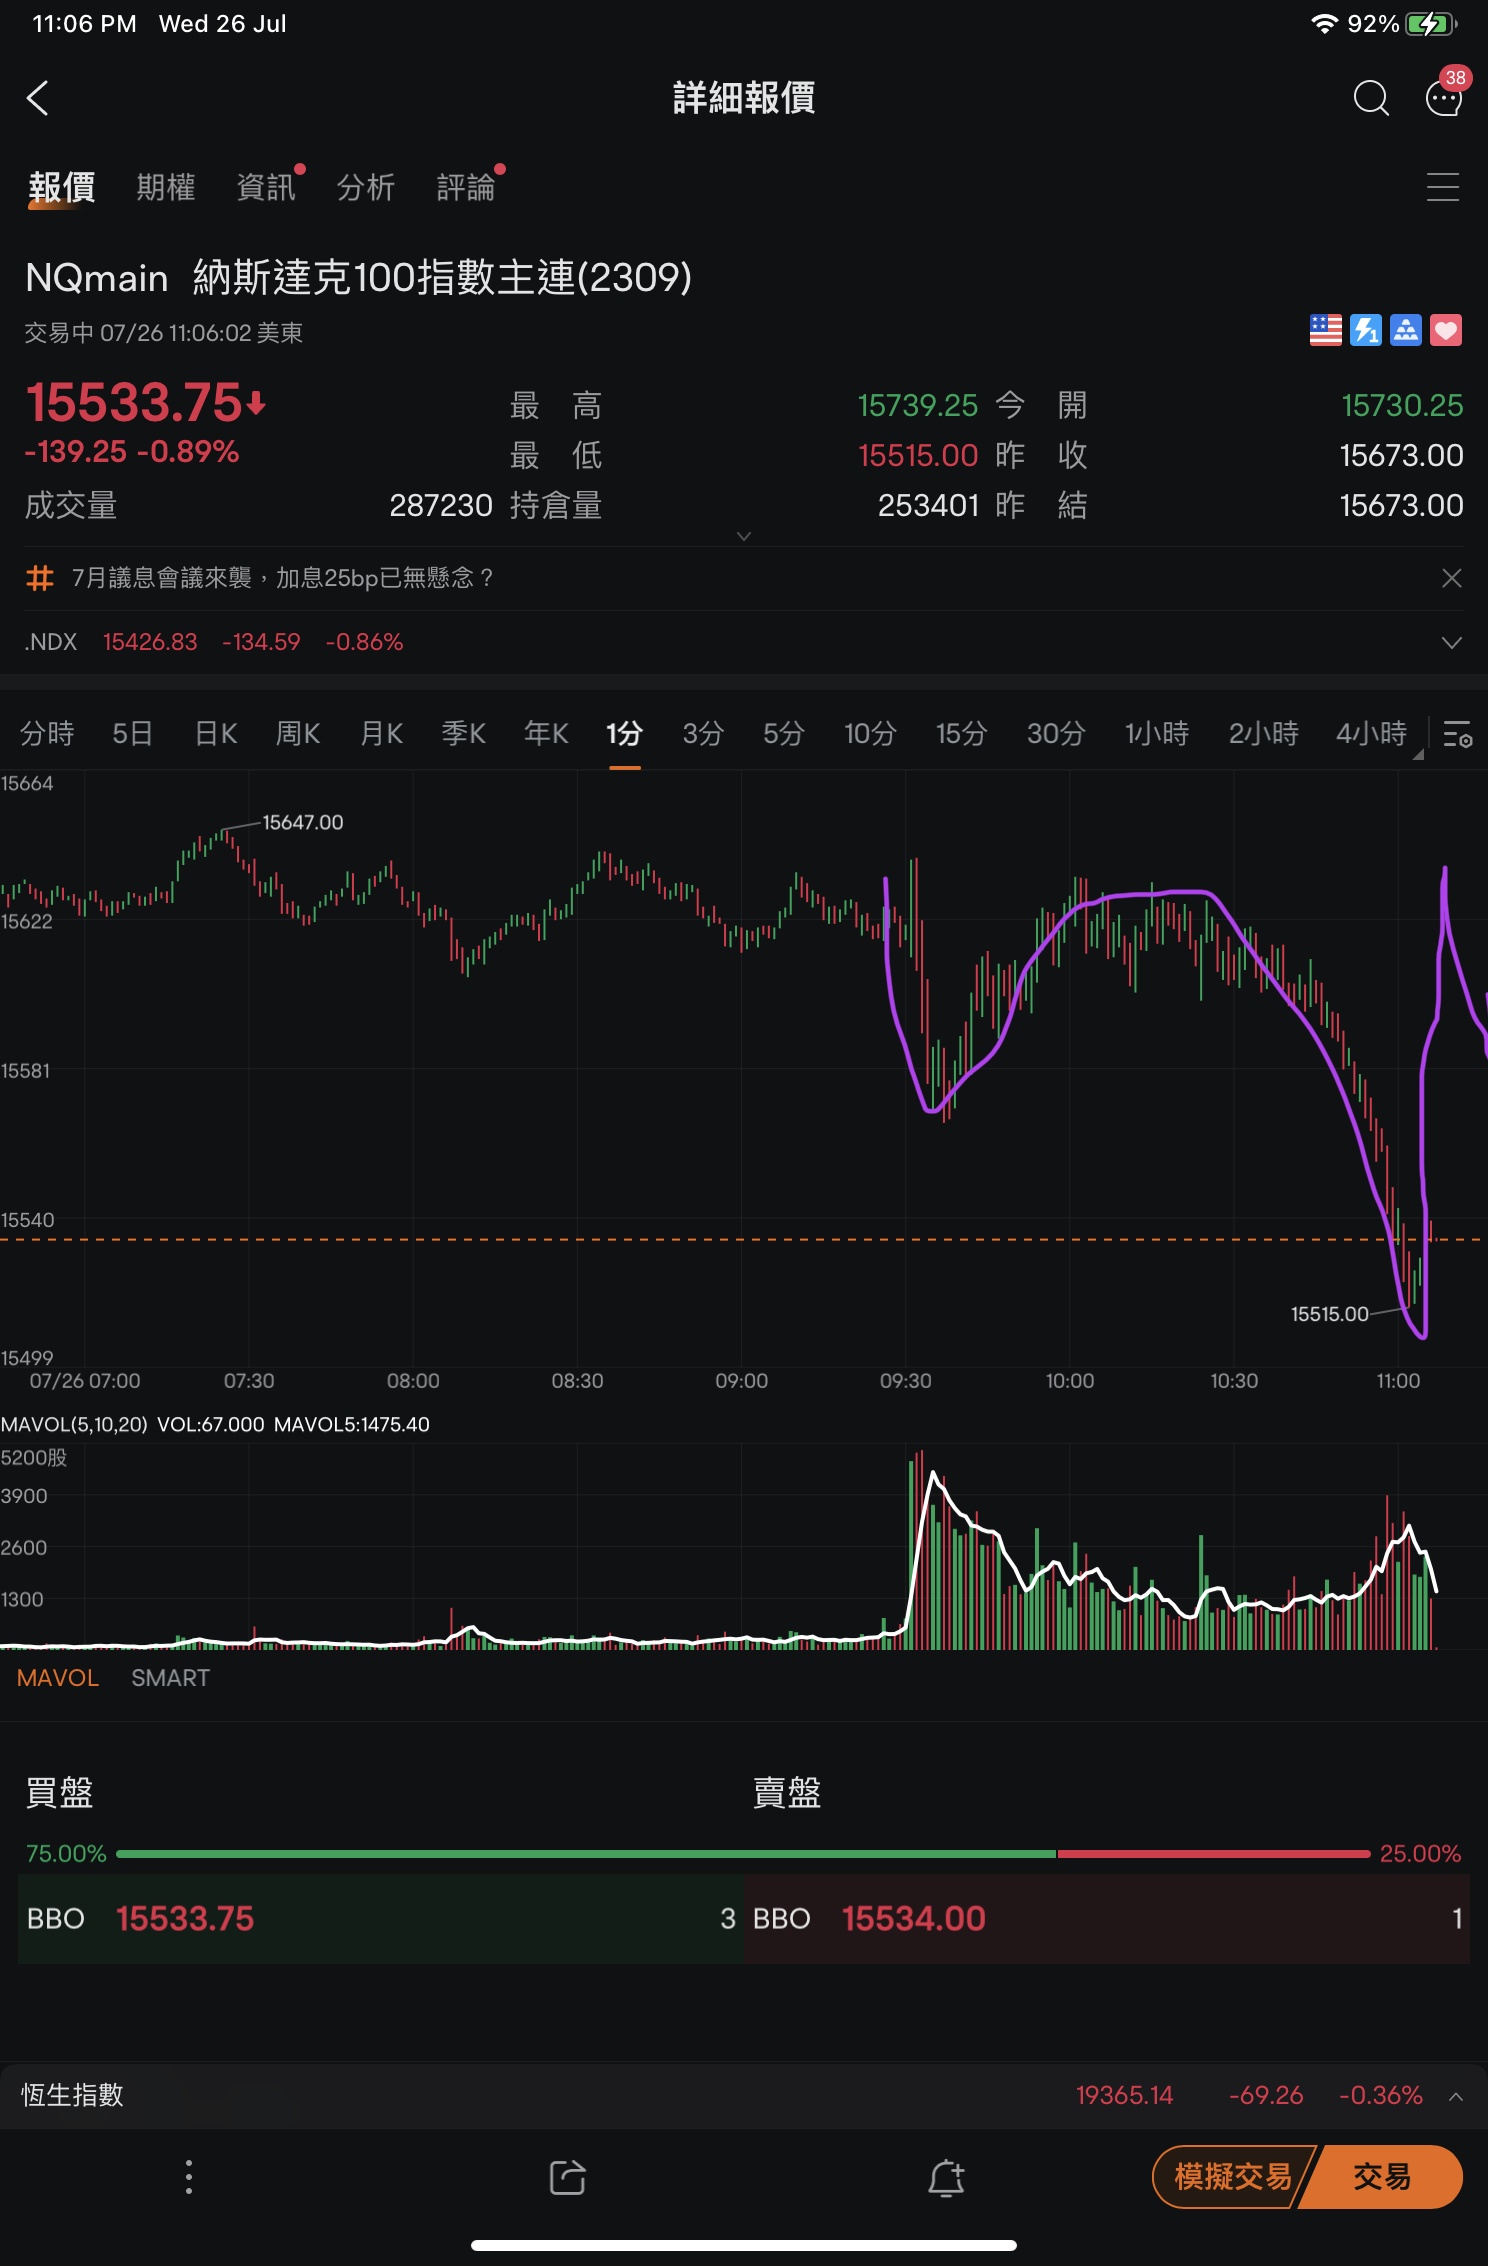 11:06 PM Wed 26 Jul 92%
詳細報價 38
報價 期權 資訊 分析 評論
NQmain 納斯達克100指數主連(2309)
交易中 07/26 11:06:02 美東
15533.75
-139.25 -0.89%
最高 15739.25 今開 15730.25
最低 15515.00 昨收 15673.00
成交量 287230 持倉量 253401 昨結 15673.00
7月議息會議來襲，加息25bp已無懸念？
.NDX 15426.83 -134.59 -0.86%
分時 5日 日K 周K 月K 季K 年K 1分 3分 5分 10分 15分 30分 1小時 2小時 4小時
15664
15647.00
15622
15581
15540
15515.00
15499
07/26 07:00 07:30 08:00 08:30 09:00 09:30 10:00 10:30 11:00
MAVOL(5,10,20) VOL:67.000 MAVOL5:1475.40
5200股
3900
2600
1300
MAVOL SMART
買盤 賣盤
75.00% 25.00%
BBO 15533.75 3 BBO 15534.00 1
恆生指數 19365.14 -69.26 -0.36%
模擬交易 交易